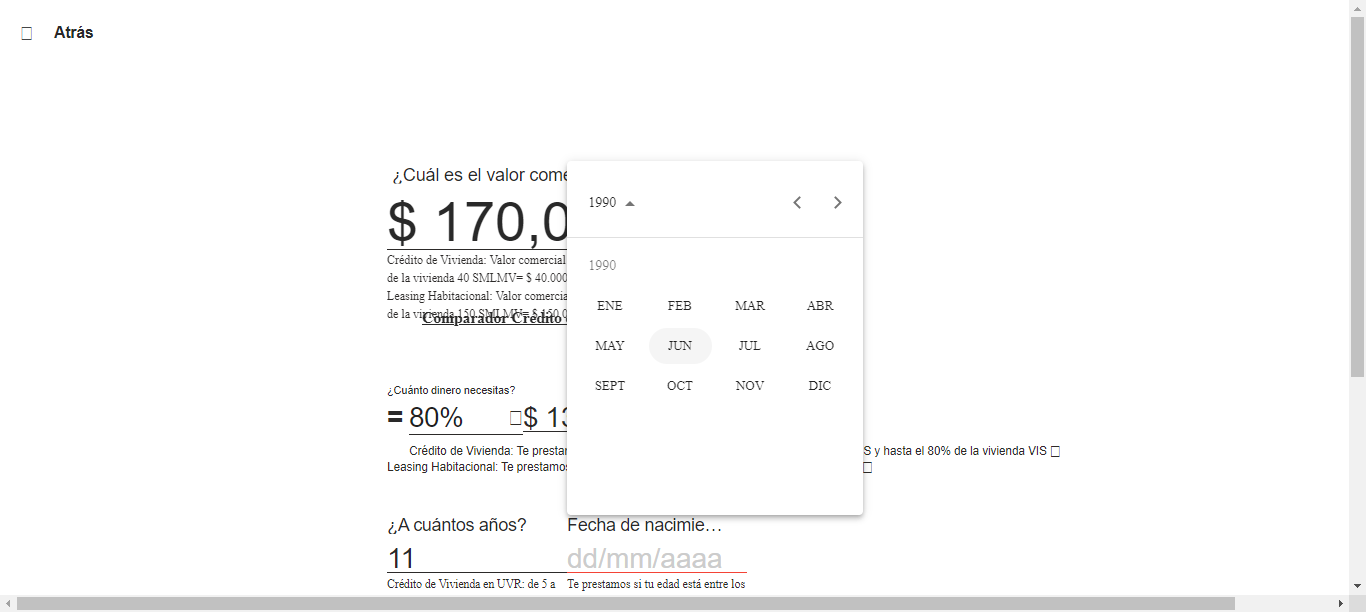 Atrás
¿Cuál es el valor come
$ 170,0
Crédito de Vivienda: Valor comercial
de la vivienda 40 SMLMV= $ 40.000
Leasing Habitacional: Valor comercia
de la vivienda 150 SMLMV= $ 150.0
Comparador Crédito
1990
1990
ENE FEB MAR ABR
MAY JUN JUL AGO
SEPT OCT NOV DIC
¿Cuánto dinero necesitas?
= 80% $ 13
Crédito de Vivienda: Te presta S y hasta el 80% de la vivienda VIS
Leasing Habitacional: Te prestamos
¿A cuántos años? Fecha de nacimie…
11 dd/mm/aaaa
Crédito de Vivienda en UVR: de 5 a Te prestamos si tu edad está entre los